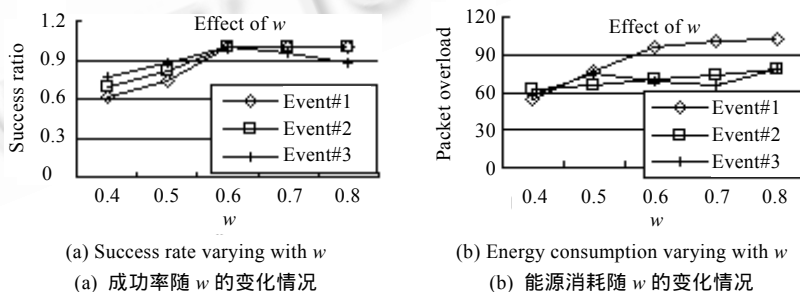 Effect of w
Success ratio
1.2
0.9
0.6
0.3
0
Event#1
Event#2
Event#3
0.4 0.5 0.6 0.7 0.8
w
(a) Success rate varying with w
(a) 成功率随 w 的变化情况
Effect of w
Packet overload
120
90
60
30
0
Event#1
Event#2
Event#3
0.4 0.5 0.6 0.7 0.8
w
(b) Energy consumption varying with w
(b) 能源消耗随 w 的变化情况